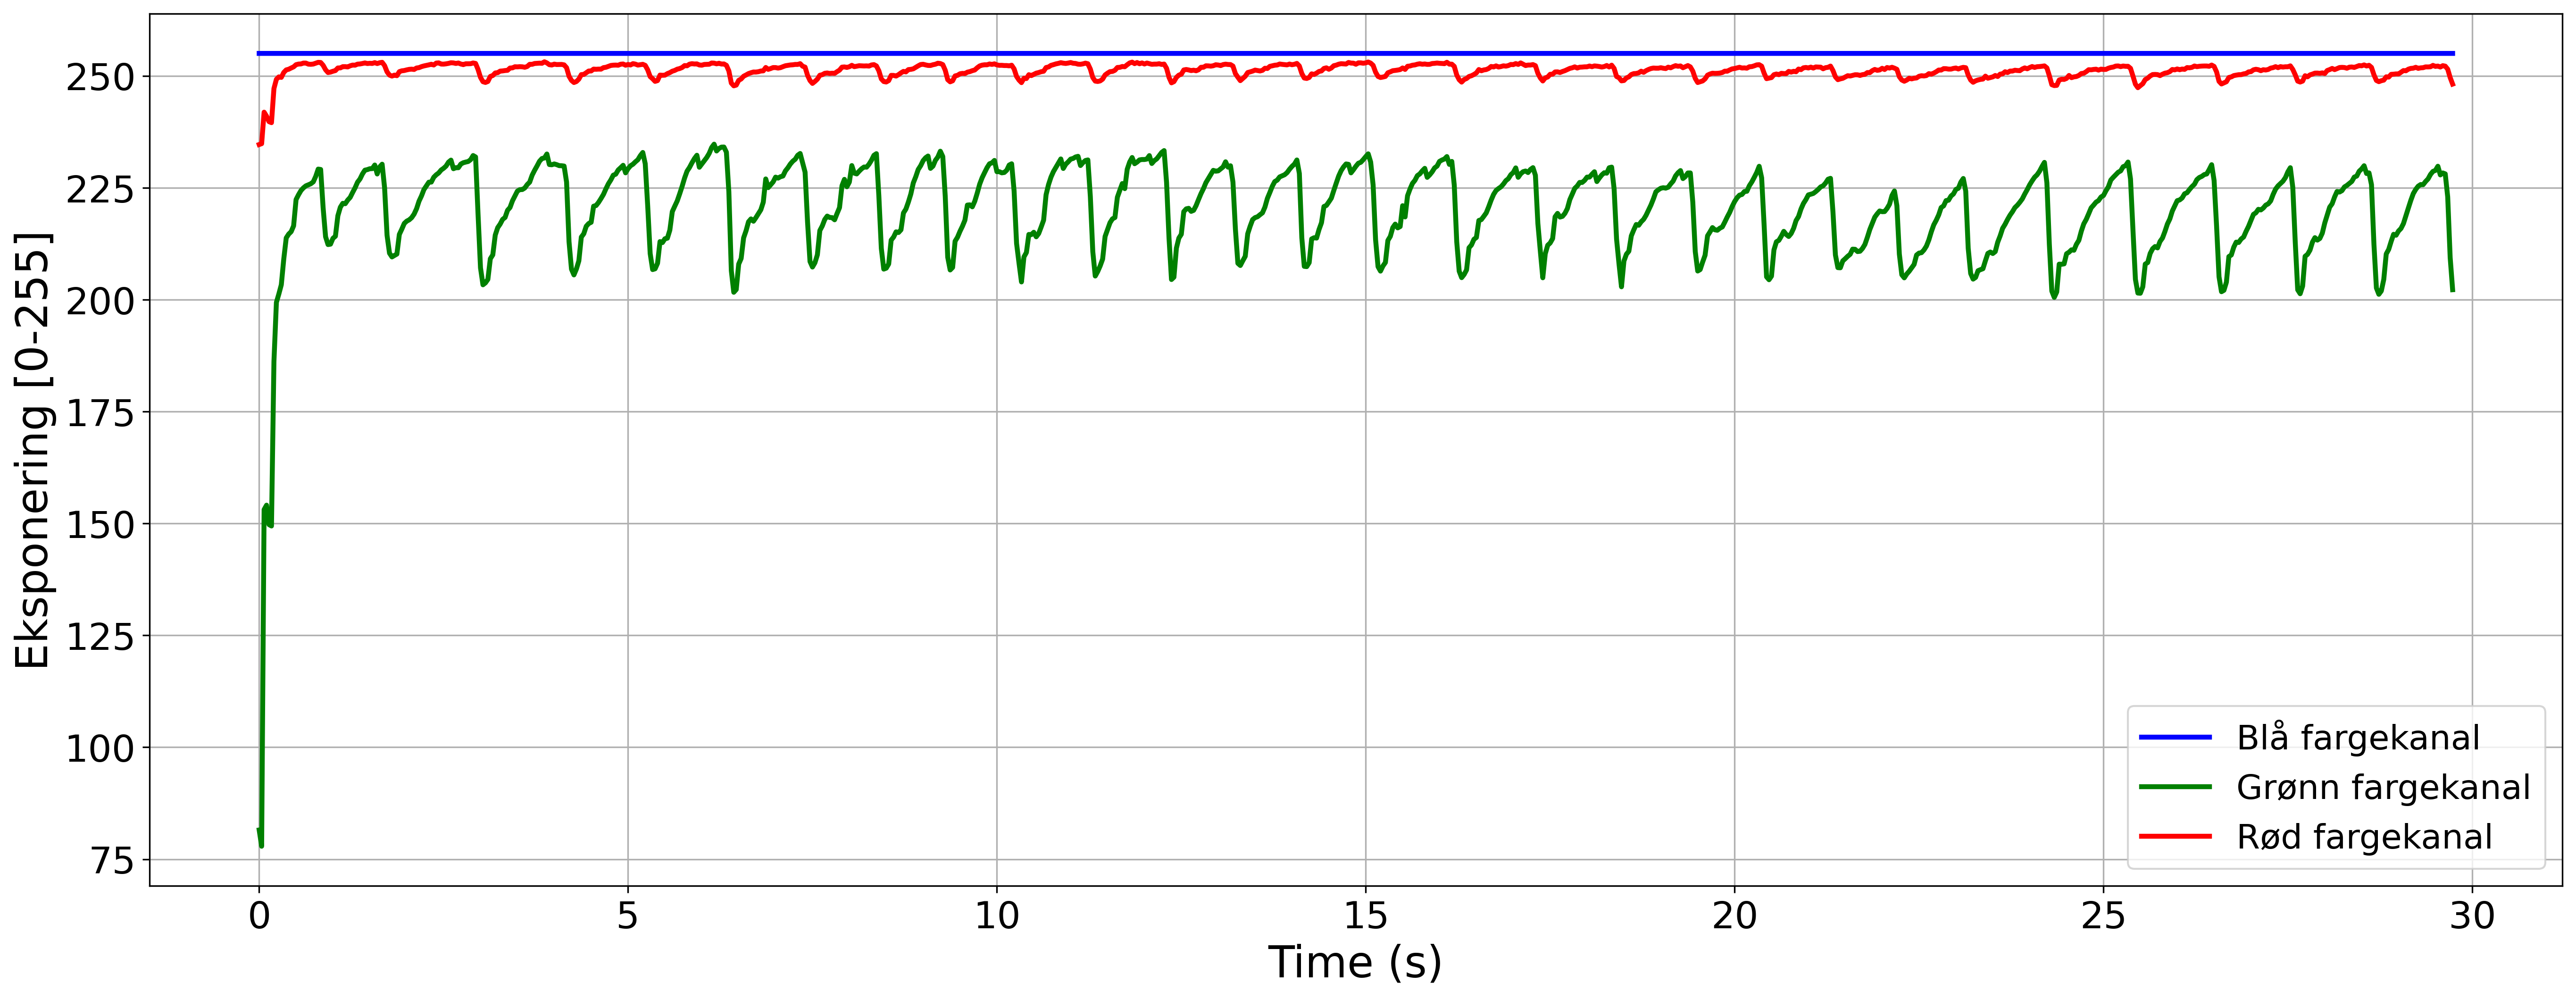 Eksponering [0-255]
250
225
200
175
150
125
100
75
0 5 10 15 20 25 30
Time (s)
Blå fargekanal
Grønn fargekanal
Rød fargekanal